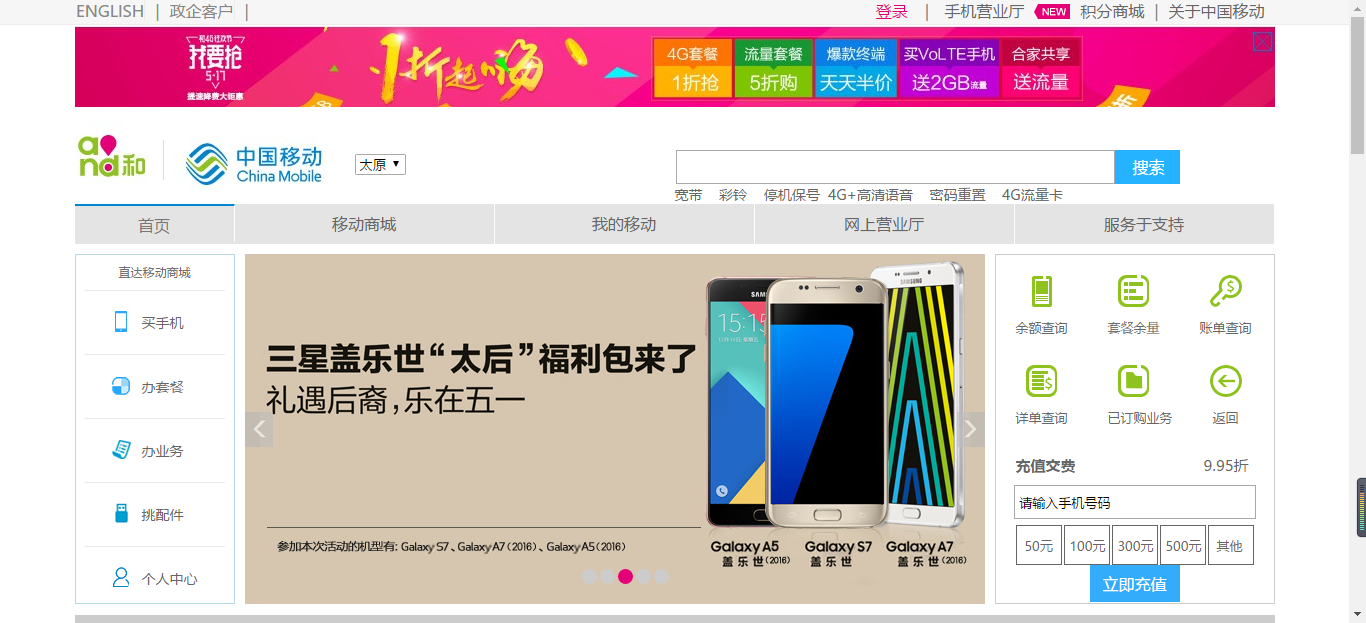 ENGLISH | 政企客户 |
登录 | 手机营业厅 NEW 积分商城 | 关于中国移动
和4G狂欢节
我要抢
5·17
提速降费大钜惠
1折起嗨
4G套餐 流量套餐 爆款终端 买VoLTE手机 合家共享
1折抢 5折购 天天半价 送2GB流量 送流量
and和
中国移动
China Mobile
太原
搜索
宽带 彩铃 停机保号 4G+高清语音 密码重置 4G流量卡
首页 移动商城 我的移动 网上营业厅 服务于支持
直达移动商城
买手机
办套餐
办业务
挑配件
个人中心
三星盖乐世“太后”福利包来了
礼遇后裔,乐在五一
参加本次活动的机型有: Galaxy S7、Galaxy A7 (2016)、Galaxy A5 (2016)
SAMSUNG
15:15
Galaxy A5 Galaxy S7 Galaxy A7
盖乐世(2016) 盖乐世 盖乐世(2016)
余额查询 套餐余量 账单查询
详单查询 已订购业务 返回
充值交费 9.95折
请输入手机号码
50元 100元 300元 500元 其他
立即充值